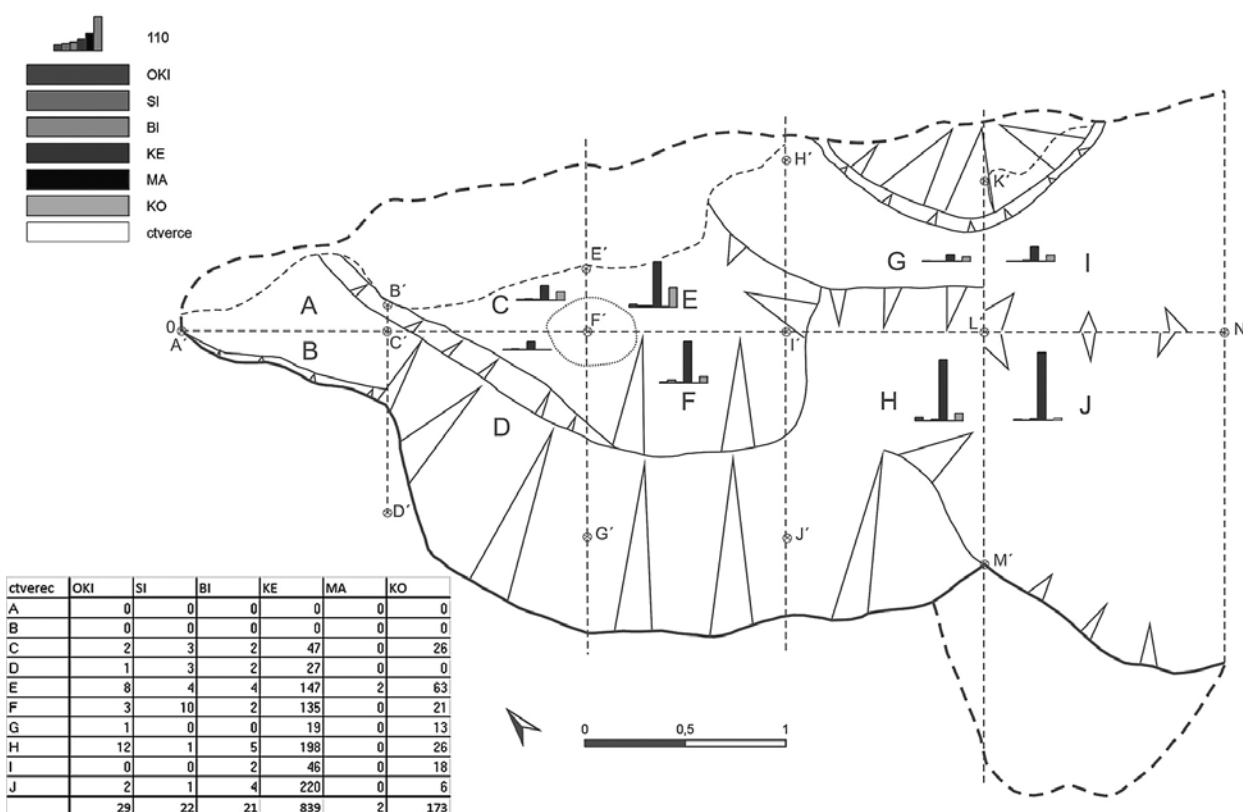 110
OKI
SI
BI
KE
MA
KO
ctverce
H´
K´
E´
G I
A B´ C E
0 F´ L N
A´ C´ I´
B
F H J
D
D´ G´ J´
M´
0 0,5 1
ctverec OKI SI BI KE MA KO
A 0 0 0 0 0 0
B 0 0 0 0 0 0
C 2 3 2 47 0 26
D 1 3 2 27 0 0
E 8 4 4 147 2 63
F 3 10 2 135 0 21
G 1 0 0 19 0 13
H 12 1 5 198 0 26
I 0 0 2 46 0 18
J 2 1 4 220 0 6
29 22 21 839 2 173